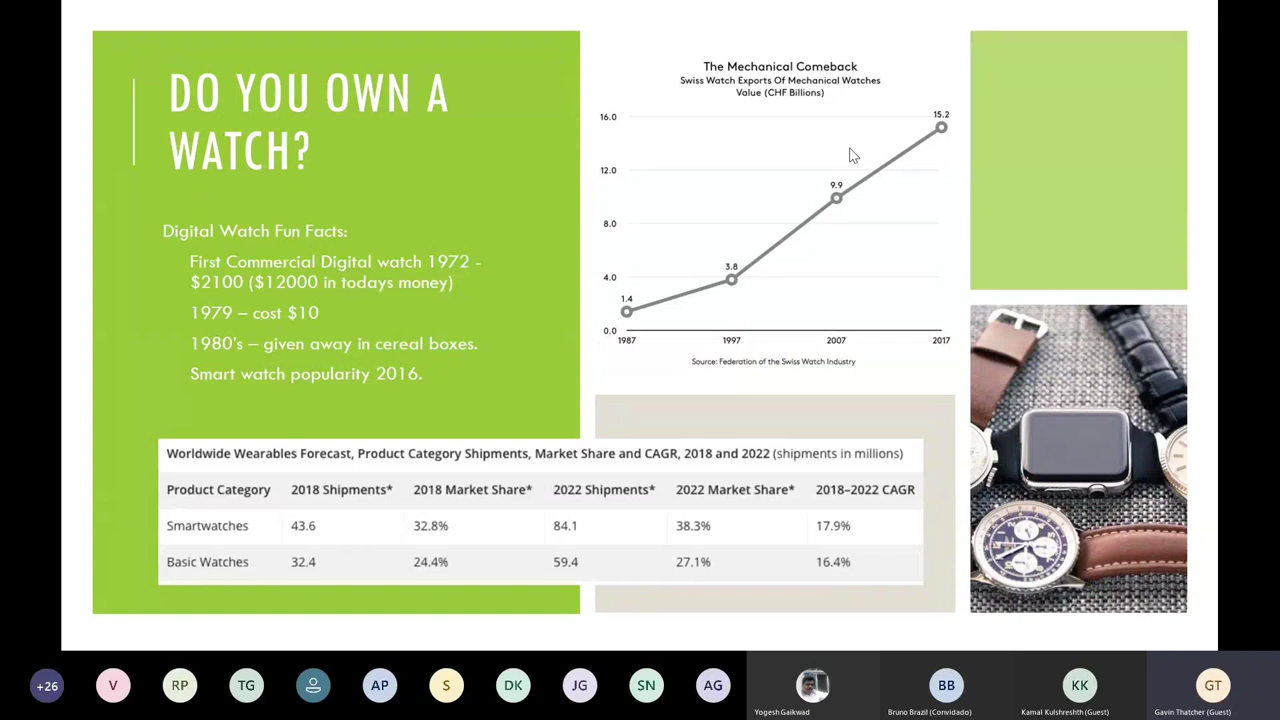 DO YOU OWN A
WATCH?
Digital Watch Fun Facts:
First Commercial Digital watch 1972 -
$2100 ($12000 in todays money)
1979 – cost $10
1980's – given away in cereal boxes.
Smart watch popularity 2016.
The Mechanical Comeback
Swiss Watch Exports Of Mechanical Watches
Value (CHF Billions)
16.0
12.0
8.0
4.0
0.0
1.4
3.8
9.9
15.2
1987 1997 2007 2017
Source: Federation of the Swiss Watch Industry
Worldwide Wearables Forecast, Product Category Shipments, Market Share and CAGR, 2018 and 2022 (shipments in millions)
Product Category 2018 Shipments* 2018 Market Share* 2022 Shipments* 2022 Market Share* 2018–2022 CAGR
Smartwatches 43.6 32.8% 84.1 38.3% 17.9%
Basic Watches 32.4 24.4% 59.4 27.1% 16.4%
+26 V RP TG AP S DK JG SN AG BB KK GT
Yogesh Gaikwad Bruno Brazil (Convidado) Kamal Kulshreshth (Guest) Gavin Thatcher (Guest)